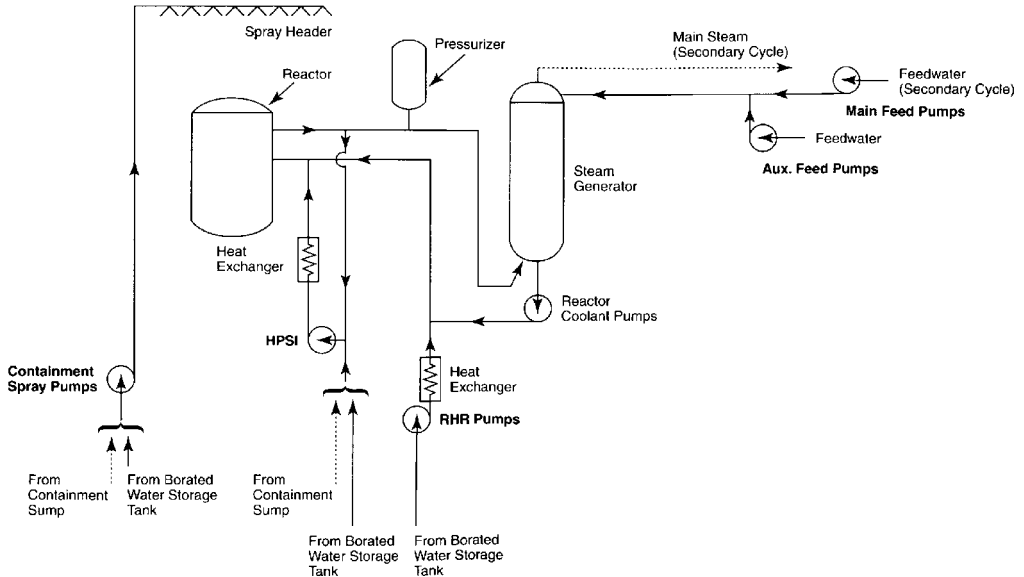 Spray Header
Reactor
Pressurizer
Main Steam
(Secondary Cycle)
Feedwater
(Secondary Cycle)
Main Feed Pumps
Feedwater
Aux. Feed Pumps
Steam
Generator
Heat
Exchanger
Reactor
Coolant Pumps
HPSI
Containment
Spray Pumps
Heat
Exchanger
RHR Pumps
From
Containment
Sump
From Borated
Water Storage
Tank
From
Containment
Sump
From Borated
Water Storage
Tank
From Borated
Water Storage
Tank